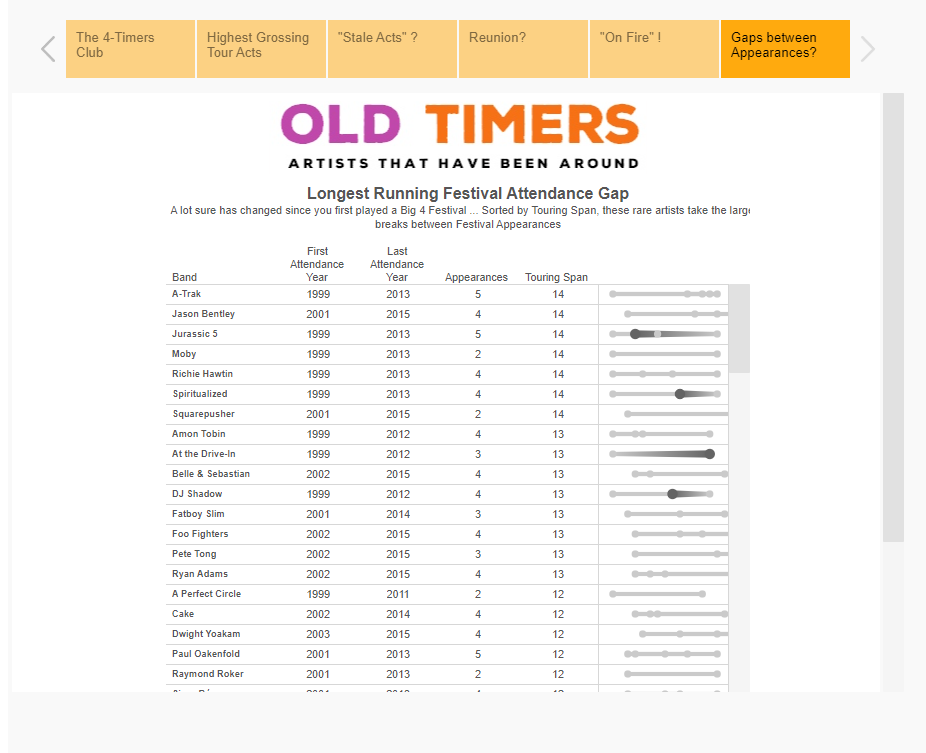 The 4-Timers
Club
Highest Grossing
Tour Acts
"Stale Acts" ?
Reunion?
"On Fire" !
Gaps between
Appearances?
OLD TIMERS
ARTISTS THAT HAVE BEEN AROUND
Longest Running Festival Attendance Gap
A lot sure has changed since you first played a Big 4 Festival ... Sorted by Touring Span, these rare artists take the large
breaks between Festival Appearances
Band First Attendance Year Last Attendance Year Appearances Touring Span
A-Trak 1999 2013 5 14
Jason Bentley 2001 2015 4 14
Jurassic 5 1999 2013 5 14
Moby 1999 2013 2 14
Richie Hawtin 1999 2013 4 14
Spiritualized 1999 2013 4 14
Squarepusher 2001 2015 2 14
Amon Tobin 1999 2012 4 13
At the Drive-In 1999 2012 3 13
Belle & Sebastian 2002 2015 4 13
DJ Shadow 1999 2012 4 13
Fatboy Slim 2001 2014 3 13
Foo Fighters 2002 2015 4 13
Pete Tong 2002 2015 3 13
Ryan Adams 2002 2015 4 13
A Perfect Circle 1999 2011 2 12
Cake 2002 2014 4 12
Dwight Yoakam 2003 2015 4 12
Paul Oakenfold 2001 2013 5 12
Raymond Roker 2001 2013 2 12